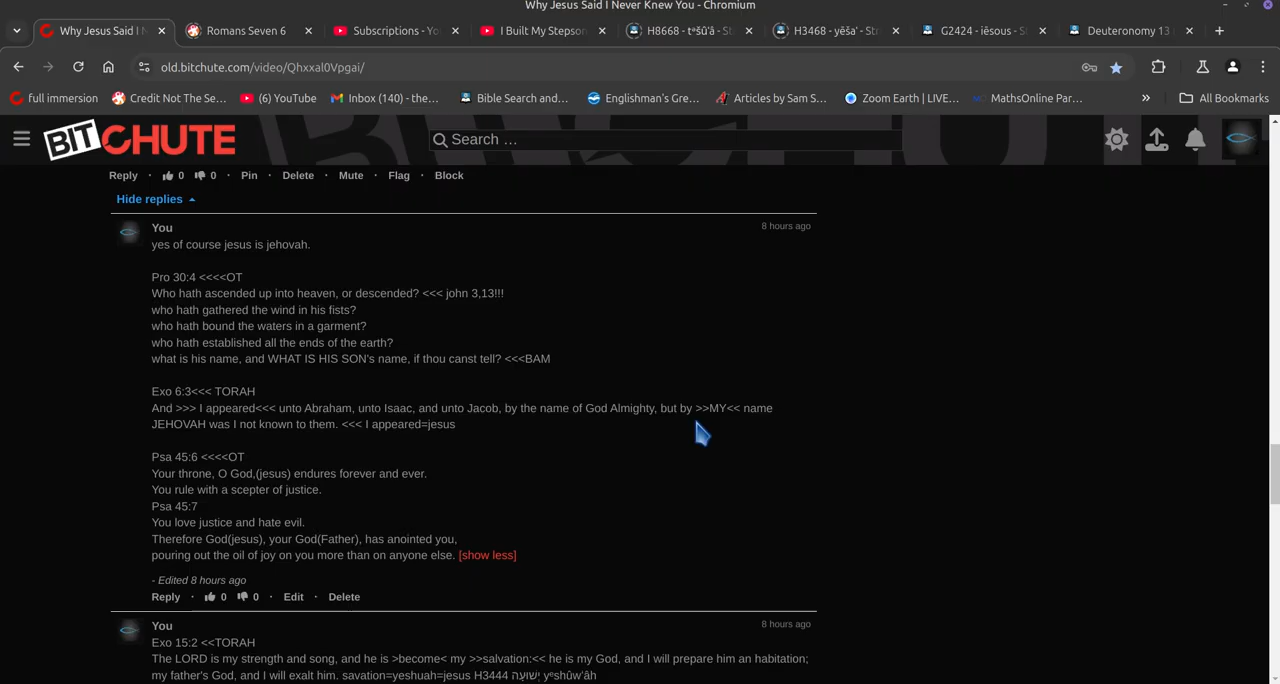 Why Jesus Said I Never Knew You - Chromium
Why Jesus Said I N
Romans Seven 6
Subscriptions - Yo
I Built My Stepson
H8668 - tᵊšûʿâ - St
H3468 - yēšaʿ - Str
G2424 - iēsous - St
Deuteronomy 13
old.bitchute.com/video/Qhxxal0Vpgai/
full immersion
Credit Not The Se...
(6) YouTube
Inbox (140) - the...
Bible Search and...
Englishman's Gre...
Articles by Sam S...
Zoom Earth | LIVE...
MathsOnline Par...
»
All Bookmarks
BITCHUTE
Search ...
Reply · 0 0 · Pin · Delete · Mute · Flag · Block
Hide replies
You 8 hours ago
yes of course jesus is jehovah.
Pro 30:4 <<<<OT
Who hath ascended up into heaven, or descended? <<< john 3,13!!!
who hath gathered the wind in his fists?
who hath bound the waters in a garment?
who hath established all the ends of the earth?
what is his name, and WHAT IS HIS SON's name, if thou canst tell? <<<BAM
Exo 6:3<<< TORAH
And >>> I appeared<<< unto Abraham, unto Isaac, and unto Jacob, by the name of God Almighty, but by >>MY<< name
JEHOVAH was I not known to them. <<< I appeared=jesus
Psa 45:6 <<<<OT
Your throne, O God,(jesus) endures forever and ever.
You rule with a scepter of justice.
Psa 45:7
You love justice and hate evil.
Therefore God(jesus), your God(Father), has anointed you,
pouring out the oil of joy on you more than on anyone else. [show less]
- Edited 8 hours ago
Reply · 0 0 · Edit · Delete
You 8 hours ago
Exo 15:2 <<TORAH
The LORD is my strength and song, and he is >become< my >>salvation:<< he is my God, and I will prepare him an habitation;
my father's God, and I will exalt him. savation=yeshuah=jesus H3444 יְשׁוּעָה yᵉshûwʻâh